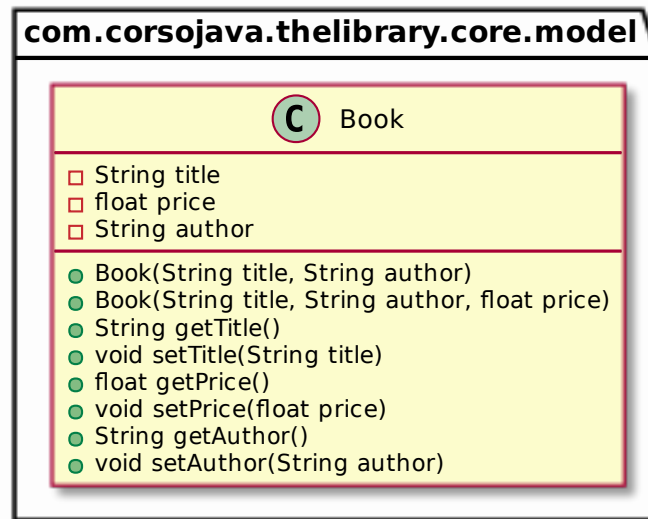 com.corsojava.thelibrary.core.model
C Book
String title
float price
String author
Book(String title, String author)
Book(String title, String author, float price)
String getTitle()
void setTitle(String title)
float getPrice()
void setPrice(float price)
String getAuthor()
void setAuthor(String author)